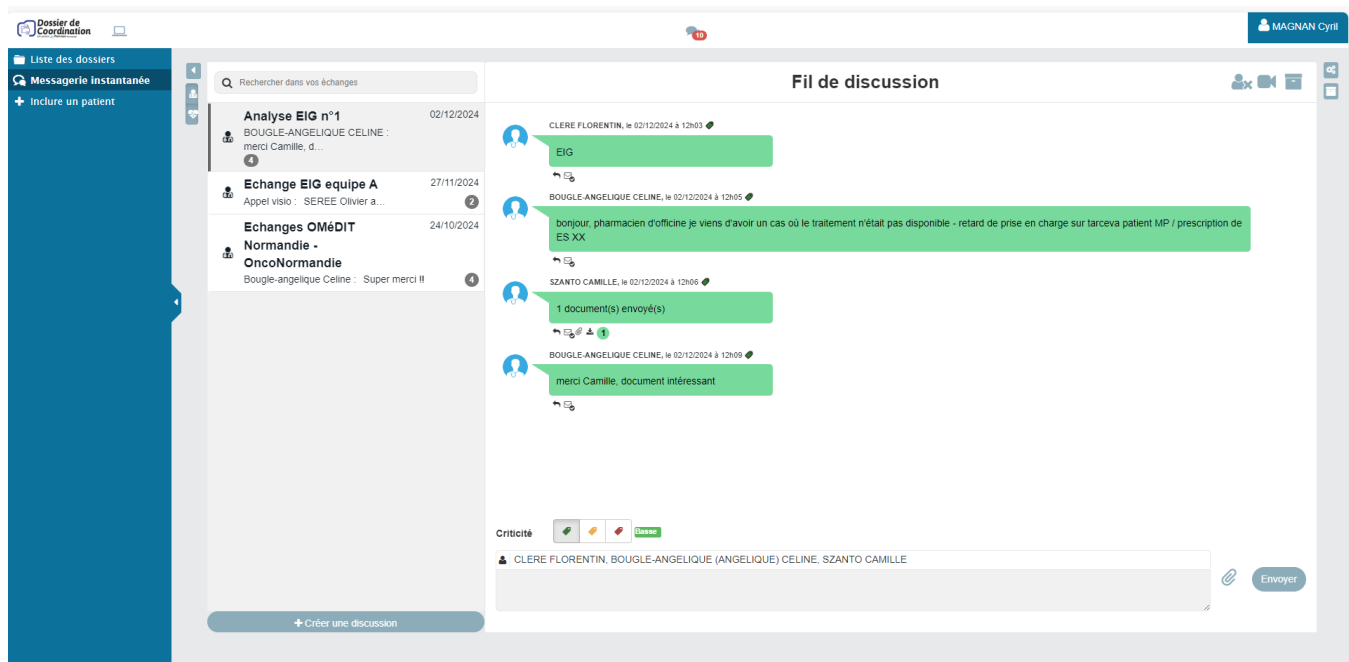 Dossier de
Coordination
10
MAGNAN Cyril
Liste des dossiers
Messagerie instantanée
Inclure un patient
Rechercher dans vos échanges
Analyse EIG n°1
02/12/2024
BOUGLE-ANGELIQUE CELINE :
merci Camille, d...
4
Echange EIG equipe A
27/11/2024
Appel visio : SEREE Olivier a...
2
Echanges OMéDIT
24/10/2024
Normandie -
OncoNormandie
Bougle-angelique Celine : Super merci !!
4
+ Créer une discussion
Fil de discussion
CLERE FLORENTIN, le 02/12/2024 à 12h03
EIG
BOUGLE-ANGELIQUE CELINE, le 02/12/2024 à 12h05
bonjour, pharmacien d'officine je viens d'avoir un cas où le traitement n'était pas disponible - retard de prise en charge sur tarceva patient MP / prescription de
ES XX
SZANTO CAMILLE, le 02/12/2024 à 12h06
1 document(s) envoyé(s)
1
BOUGLE-ANGELIQUE CELINE, le 02/12/2024 à 12h09
merci Camille, document intéressant
Criticité
Basse
CLERE FLORENTIN, BOUGLE-ANGELIQUE (ANGELIQUE) CELINE, SZANTO CAMILLE
Envoyer